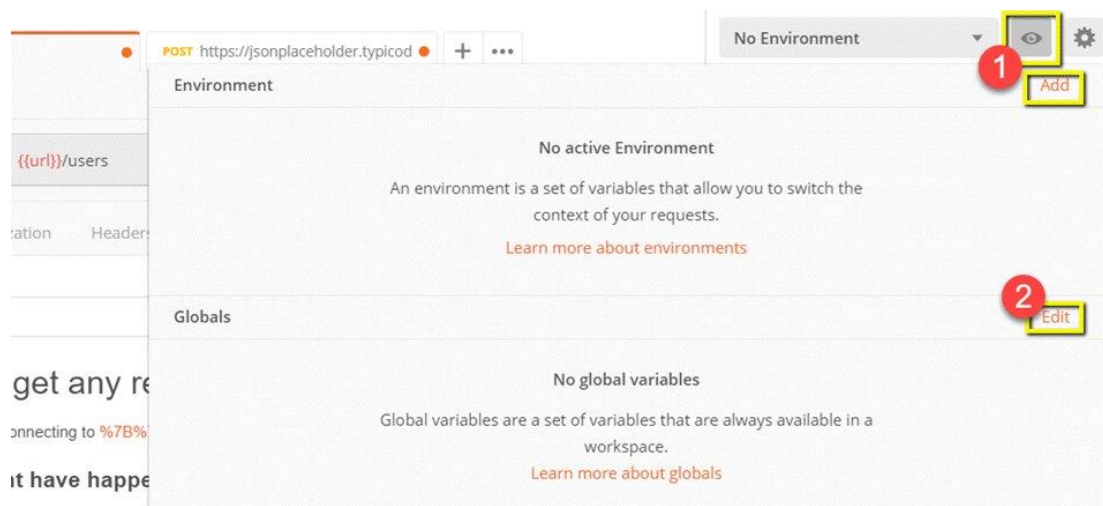 POST https://jsonplaceholder.typicod + •••
No Environment
1
Environment
Add
{{url}}/users
No active Environment
An environment is a set of variables that allow you to switch the
context of your requests.
Learn more about environments
zation Headers
2
Globals
Edit
get any re
No global variables
Global variables are a set of variables that are always available in a
workspace.
onnecting to %7B%
Learn more about globals
nt have happe